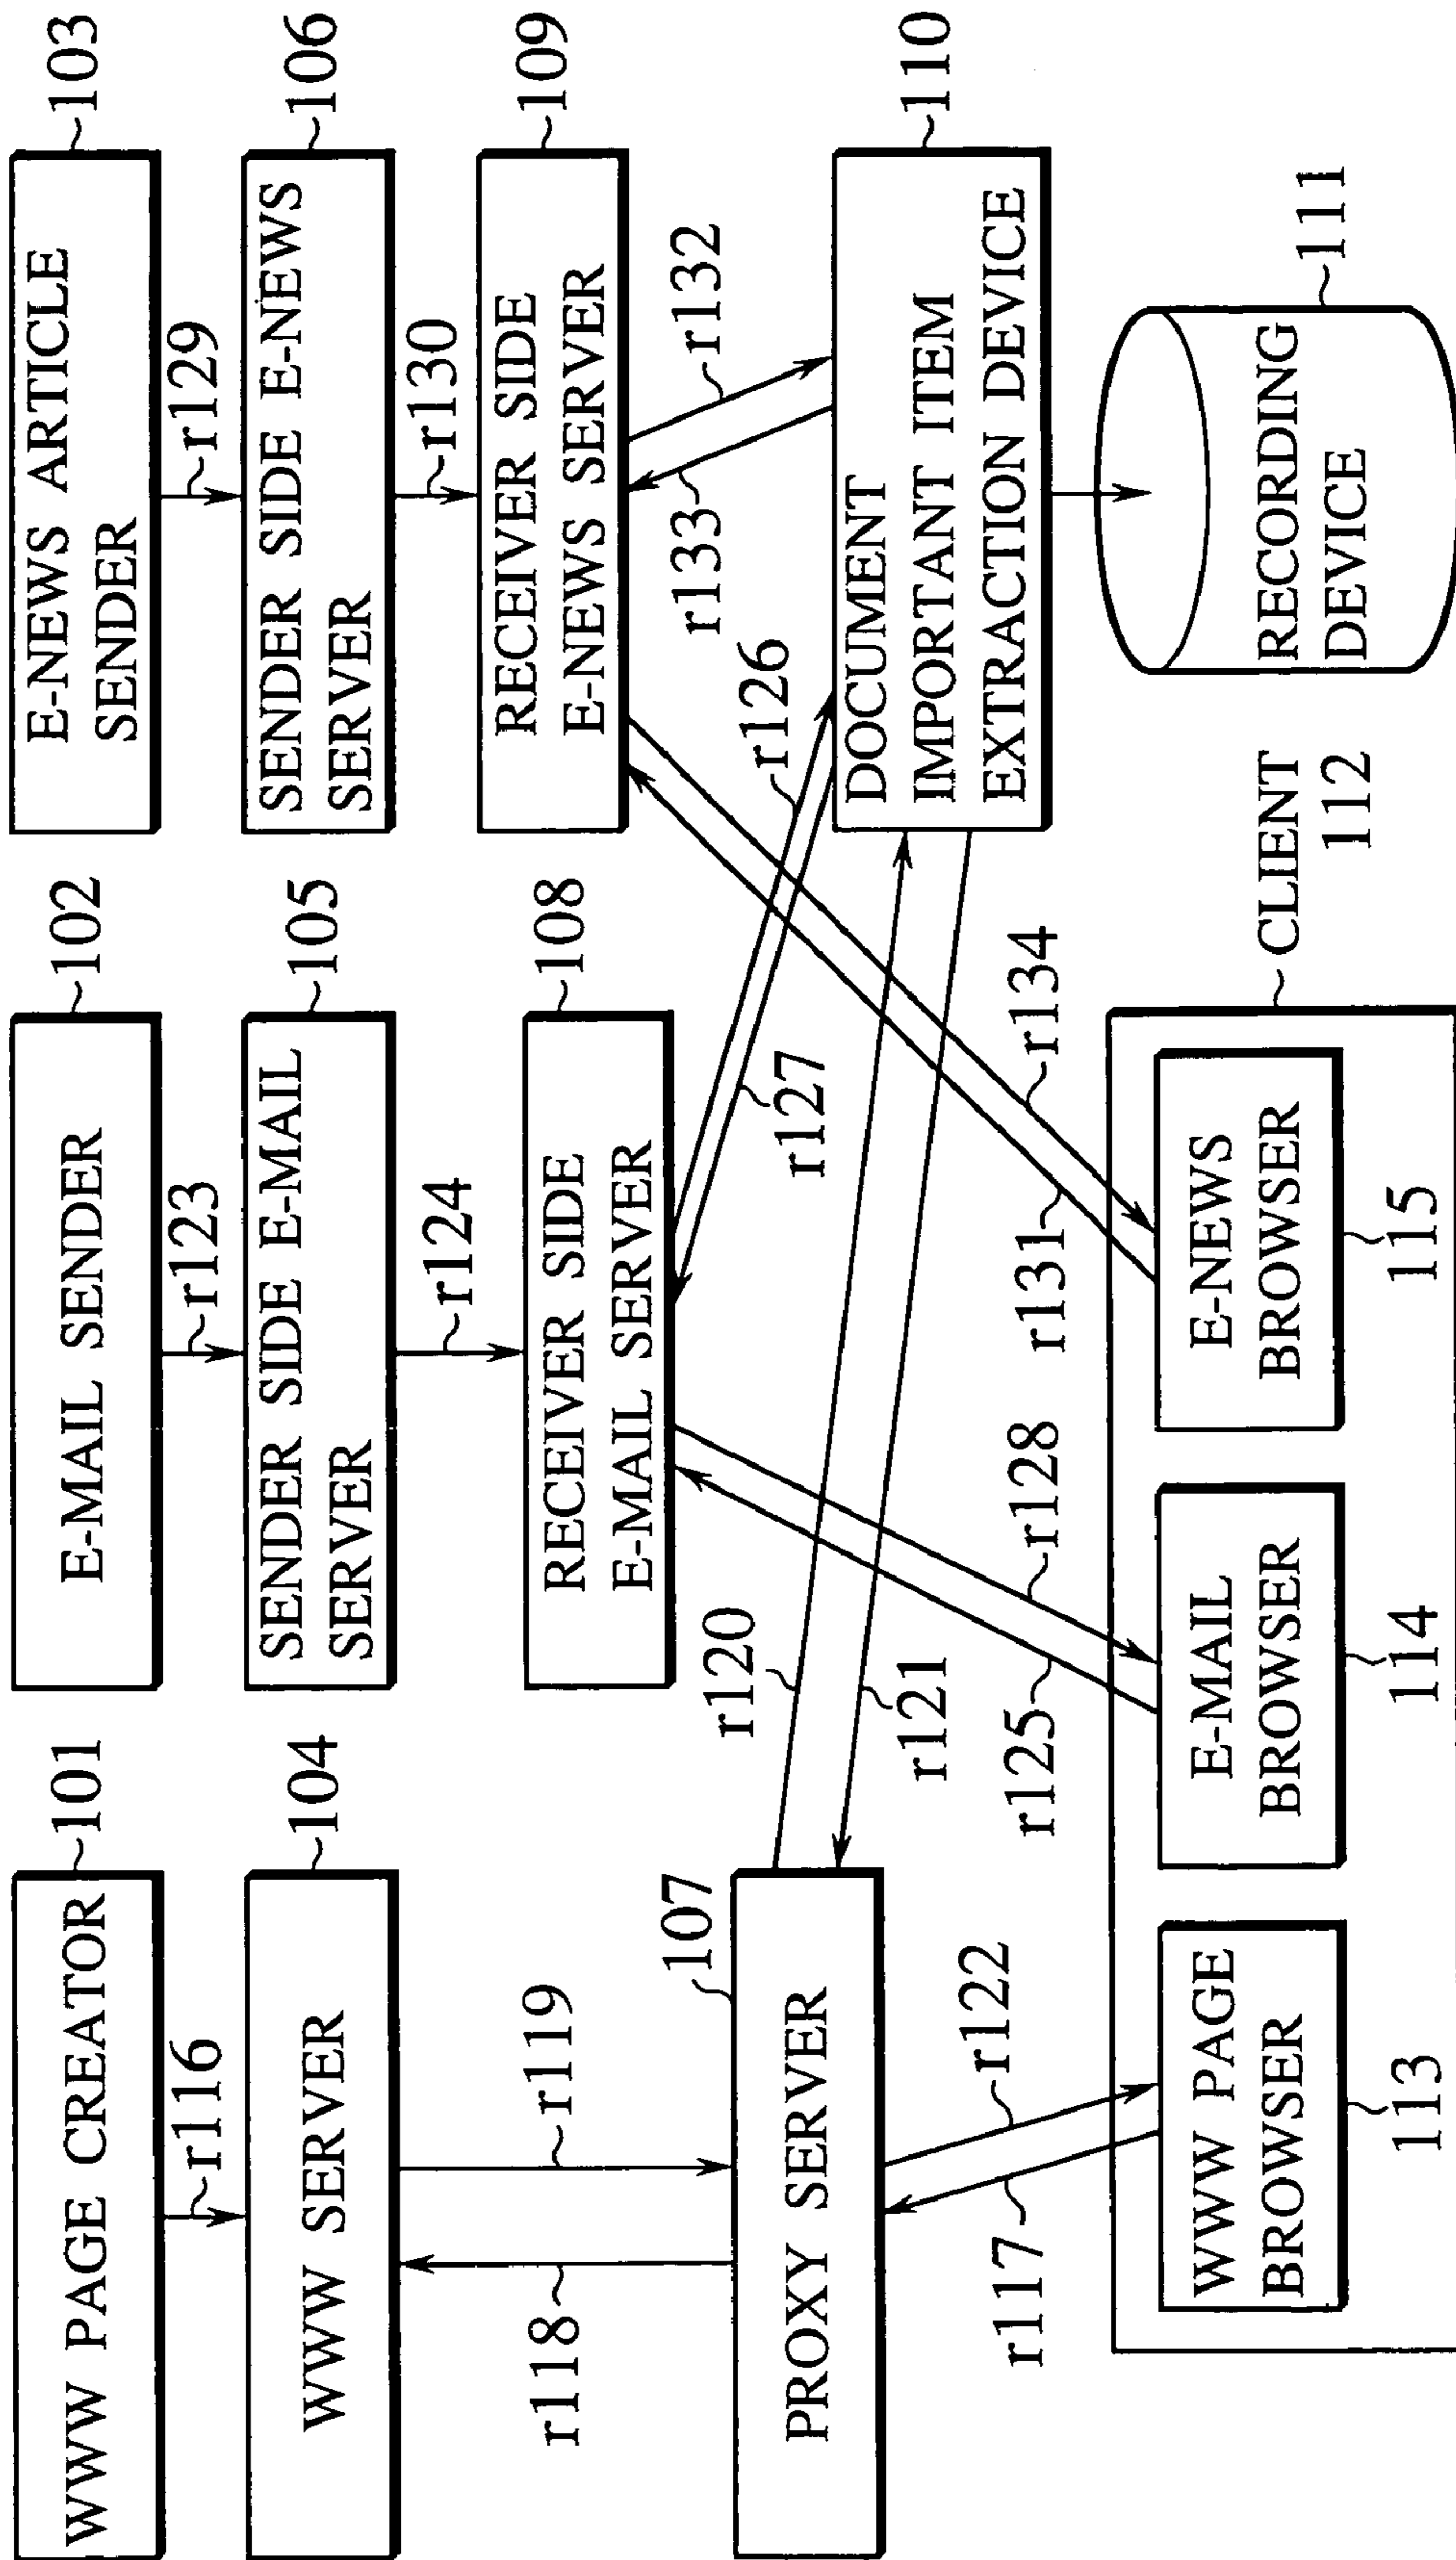 WWW PAGE CREATOR
101
E-MAIL SENDER
102
E-NEWS ARTICLE
SENDER
103
r116
r123
r129
WWW SERVER
104
SENDER SIDE E-MAIL
SERVER
105
SENDER SIDE E-NEWS
SERVER
106
r118
r119
r124
r130
RECEIVER SIDE
E-MAIL SERVER
108
RECEIVER SIDE
E-NEWS SERVER
109
107
PROXY SERVER
r120
r121
r126
r127
r133
r132
DOCUMENT
IMPORTANT ITEM
EXTRACTION DEVICE
110
r117
r122
r125
r128
r131
r134
RECORDING
DEVICE
111
CLIENT
112
WWW PAGE
BROWSER
113
E-MAIL
BROWSER
114
E-NEWS
BROWSER
115